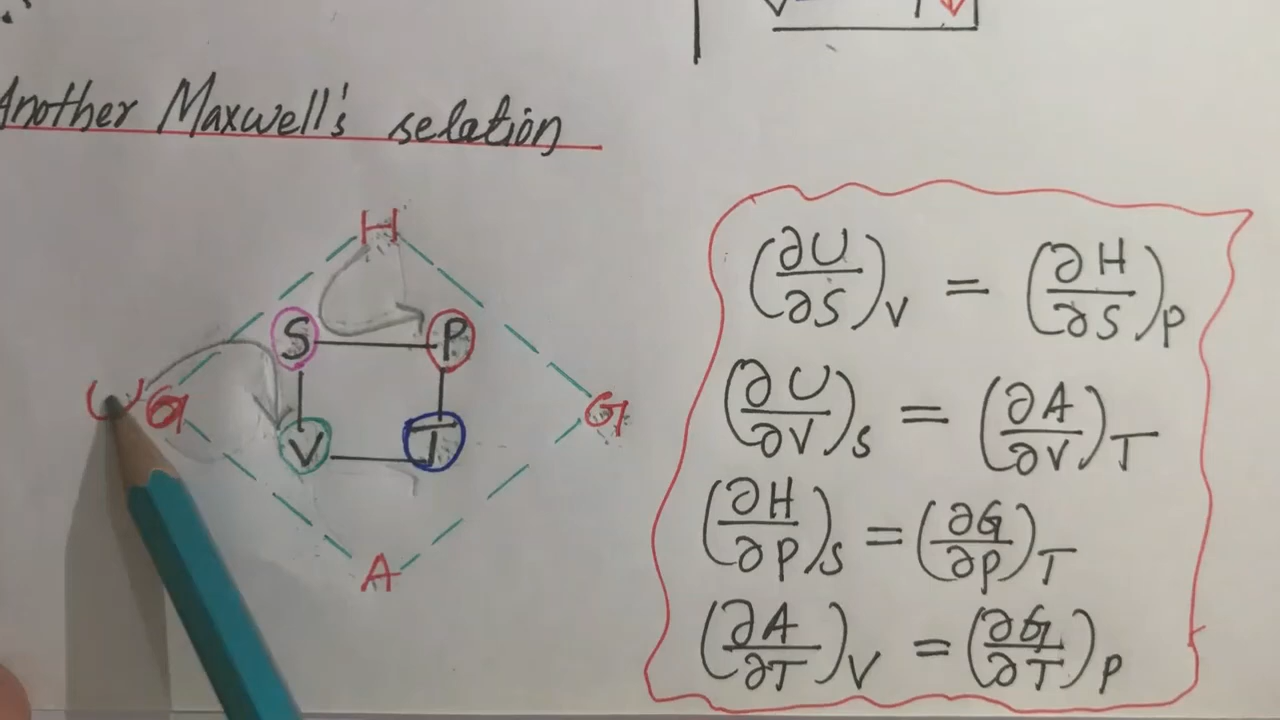 Another Maxwell's selation
H
S P
U G G
V T
A
(∂U/∂S)V = (∂H/∂S)P
(∂U/∂V)S = (∂A/∂V)T
(∂H/∂P)S = (∂G/∂P)T
(∂A/∂T)V = (∂G/∂T)P